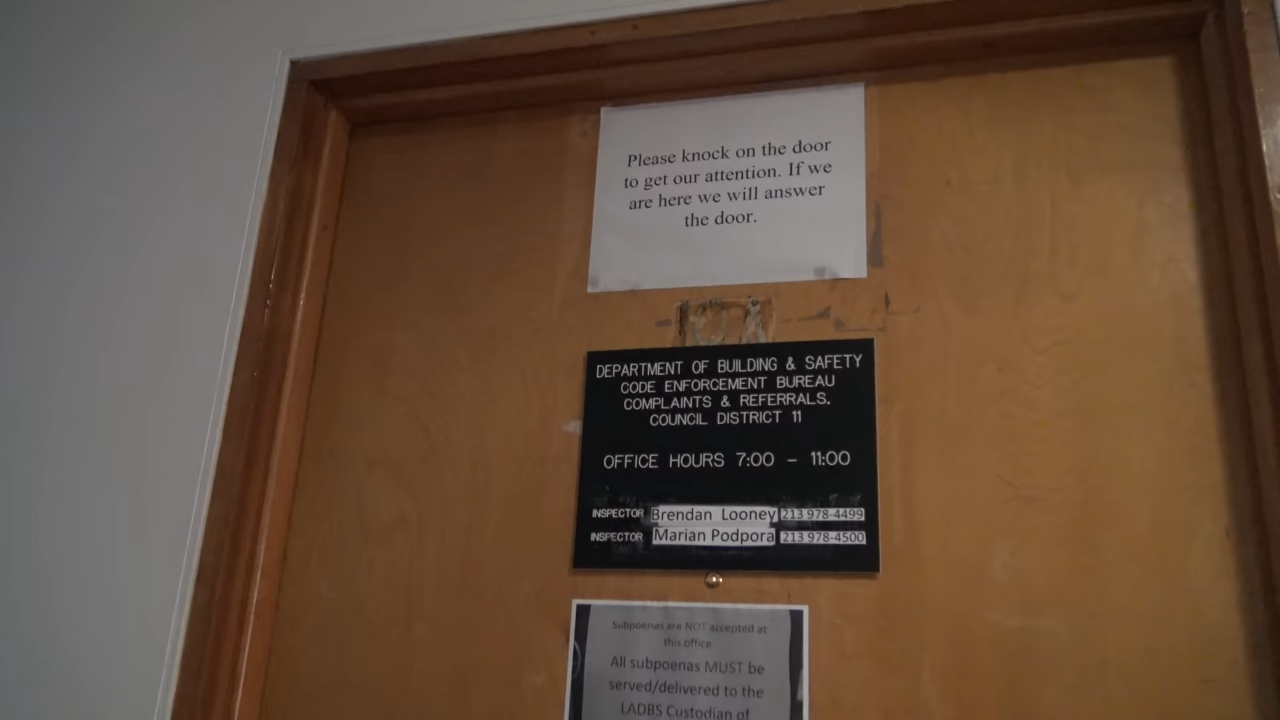 Please knock on the door
to get our attention. If we
are here we will answer
the door.
DEPARTMENT OF BUILDING & SAFETY
CODE ENFORCEMENT BUREAU
COMPLAINTS & REFERRALS.
COUNCIL DISTRICT 11
OFFICE HOURS 7:00 - 11:00
INSPECTOR Brendan Looney 213 978-4499
INSPECTOR Marian Podpora 213 978-4500
Subpoenas are NOT accepted at
this office
All subpoenas MUST be
served/delivered to the
LADBS Custodian of